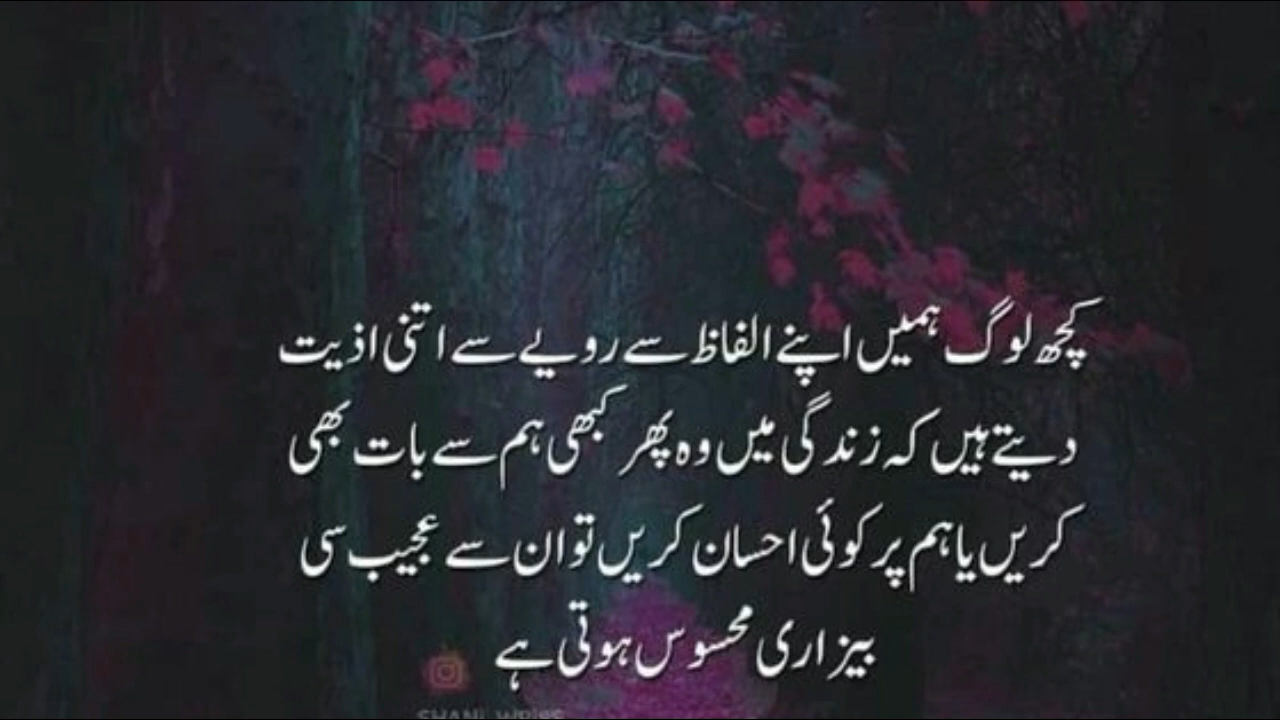 کچھ لوگ ہمیں اپنے الفاظ سے رویے سے اتنی اذیت
دیتے ہیں کہ زندگی میں وہ پھر کبھی ہم سے بات بھی
کریں یا ہم پر کوئی احسان کریں تو ان سے عجیب سی
بیزاری محسوس ہوتی ہے